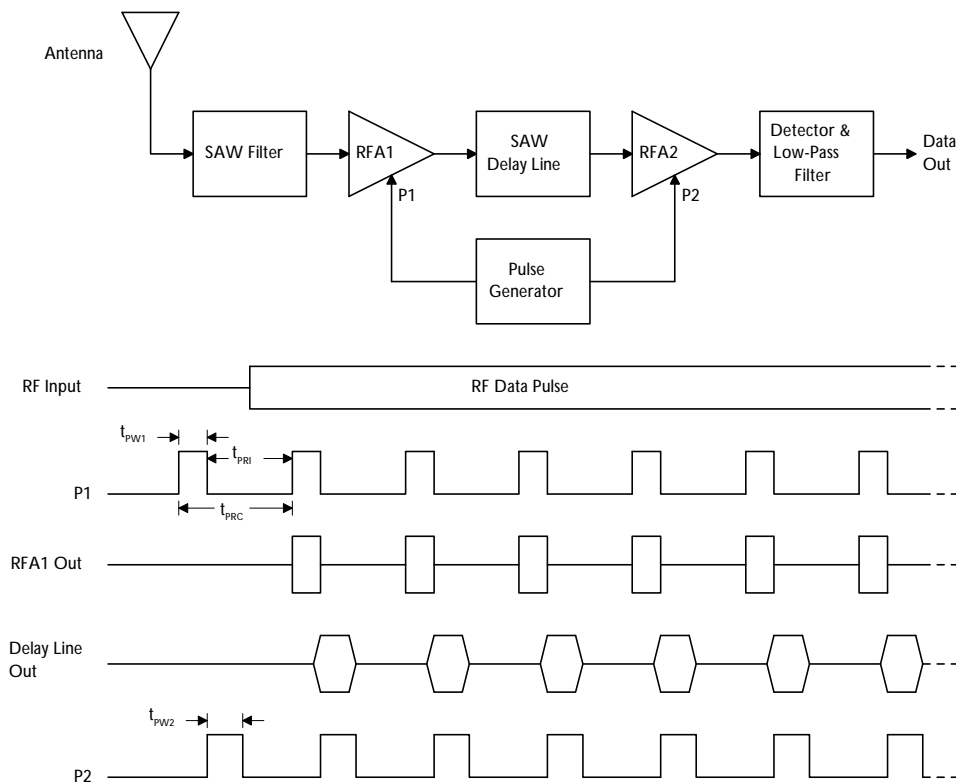 Antenna
SAW Filter
RFA1
SAW
Delay Line
RFA2
Detector &
Low-Pass
Filter
Data
Out
P1
P2
Pulse
Generator
RF Input
RF Data Pulse
tPW1
tPRI
P1
tPRC
RFA1 Out
Delay Line
Out
tPW2
P2